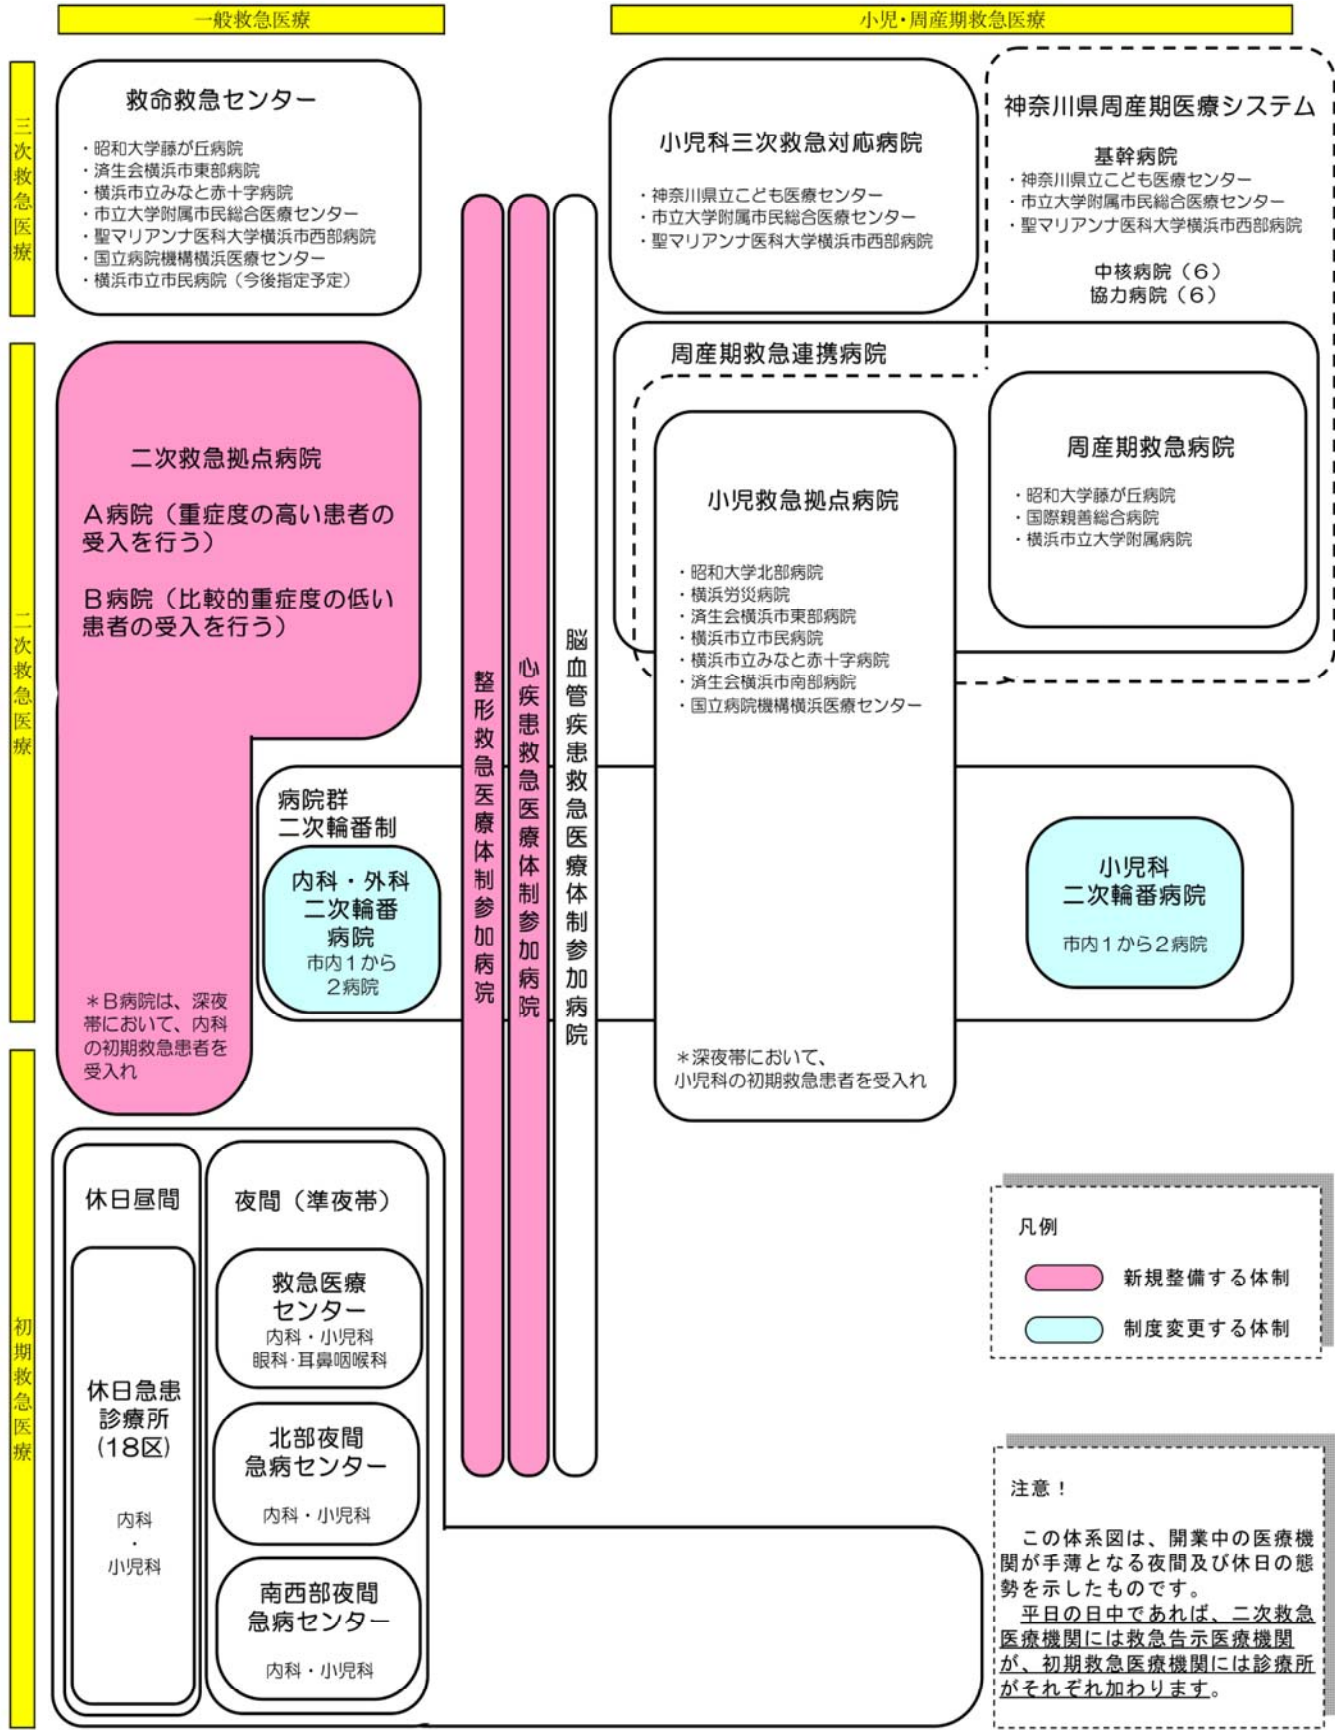 一般救急医療
小児・周産期救急医療
三次救急医療
救命救急センター
・昭和大学藤が丘病院
・済生会横浜市東部病院
・横浜市立みなと赤十字病院
・市立大学附属市民総合医療センター
・聖マリアンナ医科大学横浜市西部病院
・国立病院機構横浜医療センター
・横浜市立市民病院（今後指定予定）
小児科三次救急対応病院
・神奈川県立こども医療センター
・市立大学附属市民総合医療センター
・聖マリアンナ医科大学横浜市西部病院
神奈川県周産期医療システム
基幹病院
・神奈川県立こども医療センター
・市立大学附属市民総合医療センター
・聖マリアンナ医科大学横浜市西部病院
中核病院（６）
協力病院（６）
二次救急医療
二次救急拠点病院
Ａ病院（重症度の高い患者の
受入を行う）
Ｂ病院（比較的重症度の低い
患者の受入を行う）
＊Ｂ病院は、深夜
帯において、内科
の初期救急患者を
受入れ
病院群
二次輪番制
内科・外科
二次輪番
病院
市内１から
２病院
整形救急医療体制参加病院
心疾患救急医療体制参加病院
脳血管疾患救急医療体制参加病院
周産期救急連携病院
小児救急拠点病院
・昭和大学北部病院
・横浜労災病院
・済生会横浜市東部病院
・横浜市立市民病院
・横浜市立みなと赤十字病院
・済生会横浜市南部病院
・国立病院機構横浜医療センター
＊深夜帯において、
小児科の初期救急患者を受入れ
周産期救急病院
・昭和大学藤が丘病院
・国際親善総合病院
・横浜市立大学附属病院
小児科
二次輪番病院
市内１から２病院
初期救急医療
休日昼間
休日急患
診療所
(18区)
内科
・
小児科
夜間（準夜帯）
救急医療
センター
内科・小児科
眼科・耳鼻咽喉科
北部夜間
急病センター
内科・小児科
南西部夜間
急病センター
内科・小児科
凡例
新規整備する体制
制度変更する体制
注意！
この体系図は、開業中の医療機
関が手薄となる夜間及び休日の態
勢を示したものです。
平日の日中であれば、二次救急
医療機関には救急告示医療機関
が、初期救急医療機関には診療所
がそれぞれ加わります。